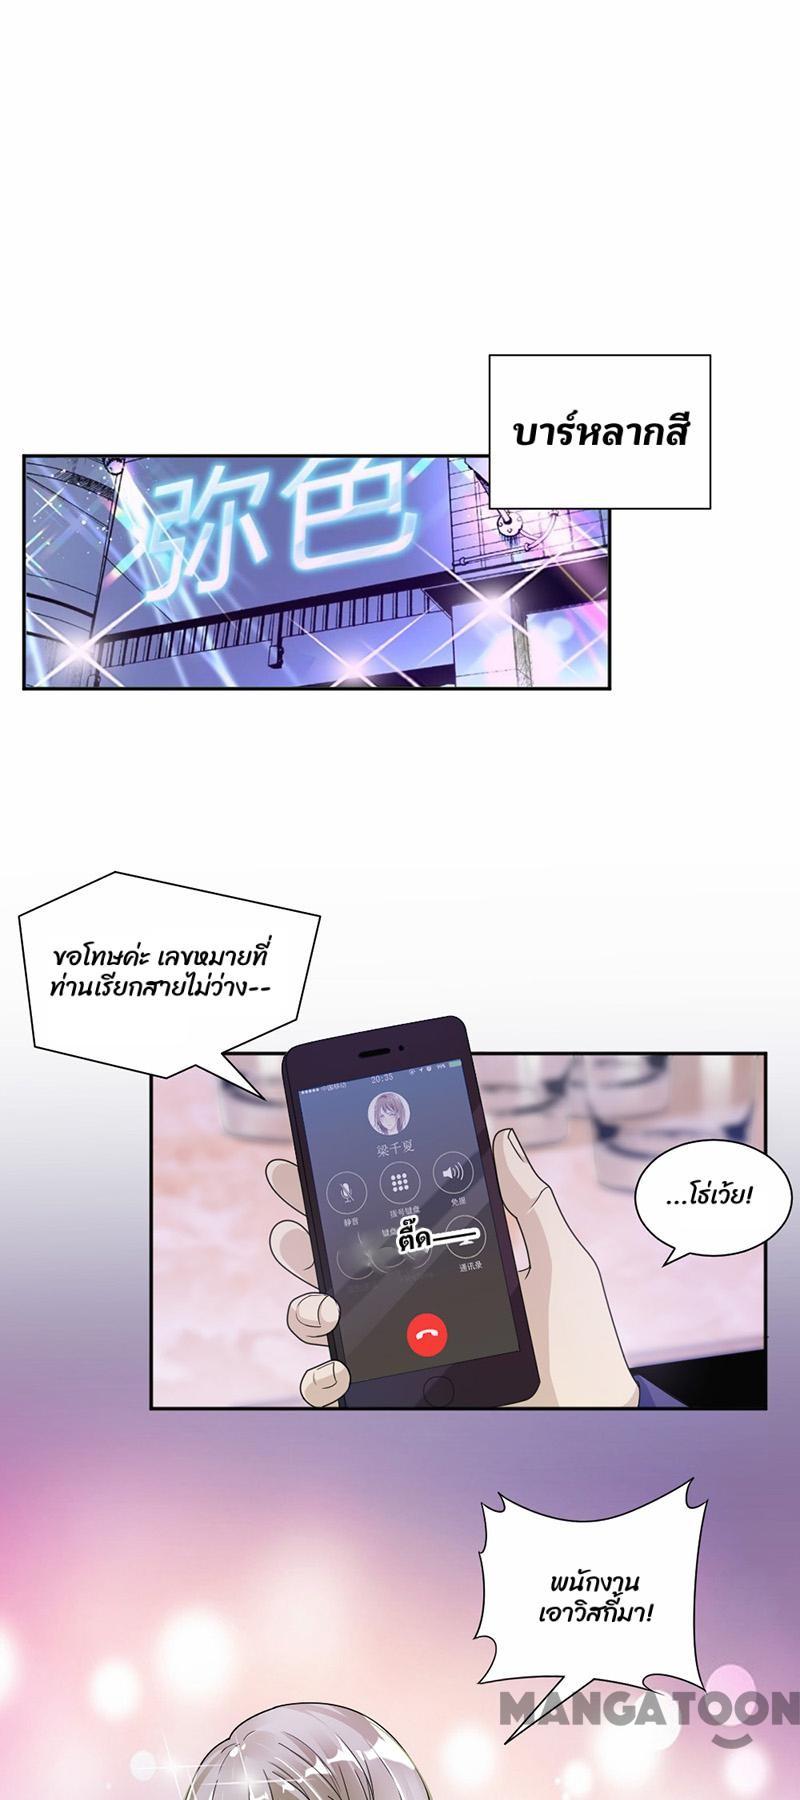 บาร์หลากสี
弥色
ขอโทษค่ะ เลขหมายที่
ท่านเรียกสายไม่ว่าง--
中国移动 20:35
梁千夏
静音 拨号键盘 免提
...โธ่เว้ย!
ตี๊ด——
通讯录
พนักงาน
เอาวิสกี้มา!
MANGATOON